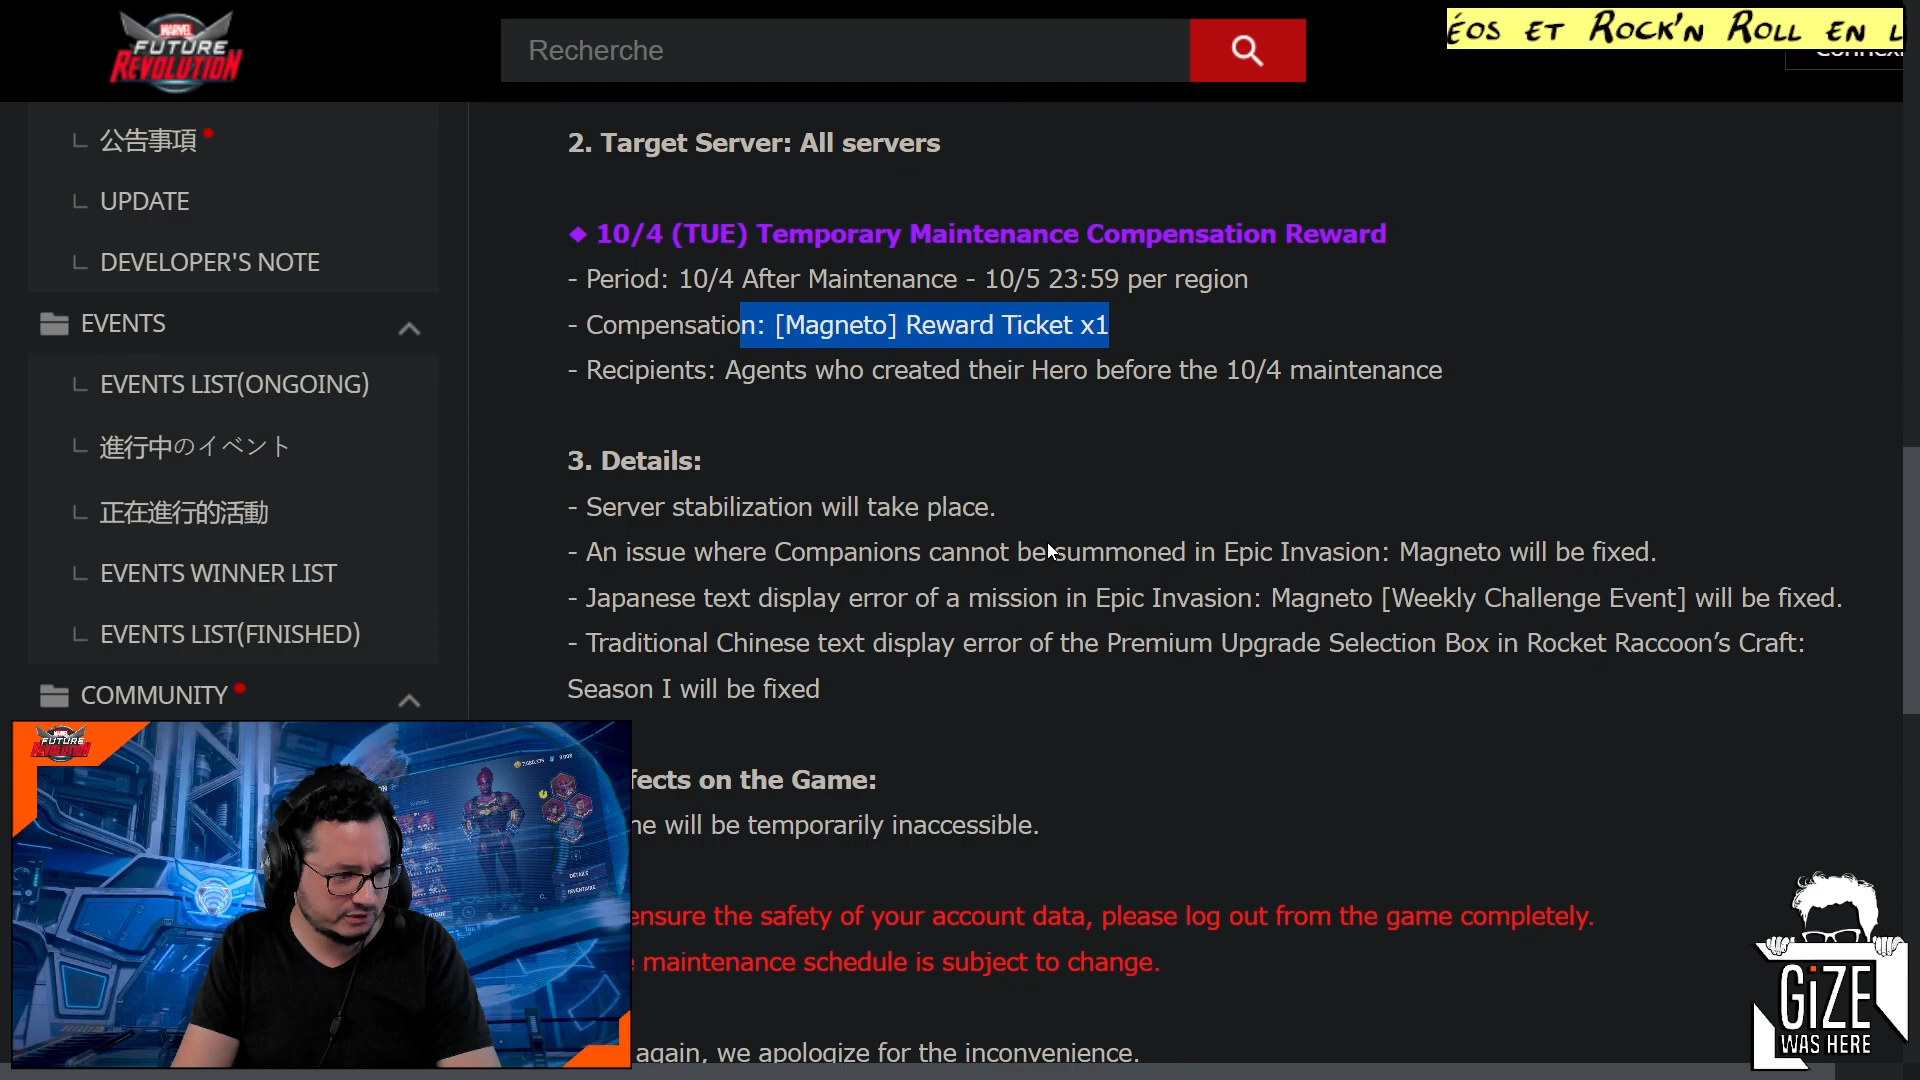 MARVEL
FUTURE
REVOLUTION
Recherche
ÉOS ET ROCK'N ROLL EN L
公告事項
UPDATE
DEVELOPER'S NOTE
EVENTS
EVENTS LIST(ONGOING)
進行中のイベント
正在進行的活動
EVENTS WINNER LIST
EVENTS LIST(FINISHED)
COMMUNITY
2. Target Server: All servers
◆ 10/4 (TUE) Temporary Maintenance Compensation Reward
- Period: 10/4 After Maintenance - 10/5 23:59 per region
- Compensation: [Magneto] Reward Ticket x1
- Recipients: Agents who created their Hero before the 10/4 maintenance
3. Details:
- Server stabilization will take place.
- An issue where Companions cannot be summoned in Epic Invasion: Magneto will be fixed.
- Japanese text display error of a mission in Epic Invasion: Magneto [Weekly Challenge Event] will be fixed.
- Traditional Chinese text display error of the Premium Upgrade Selection Box in Rocket Raccoon’s Craft:
Season I will be fixed
fects on the Game:
ne will be temporarily inaccessible.
ensure the safety of your account data, please log out from the game completely.
maintenance schedule is subject to change.
again, we apologize for the inconvenience.
MARVEL
FUTURE
REVOLUTION
DÉTAILS
INVENTAIRE
GiZE
WAS HERE